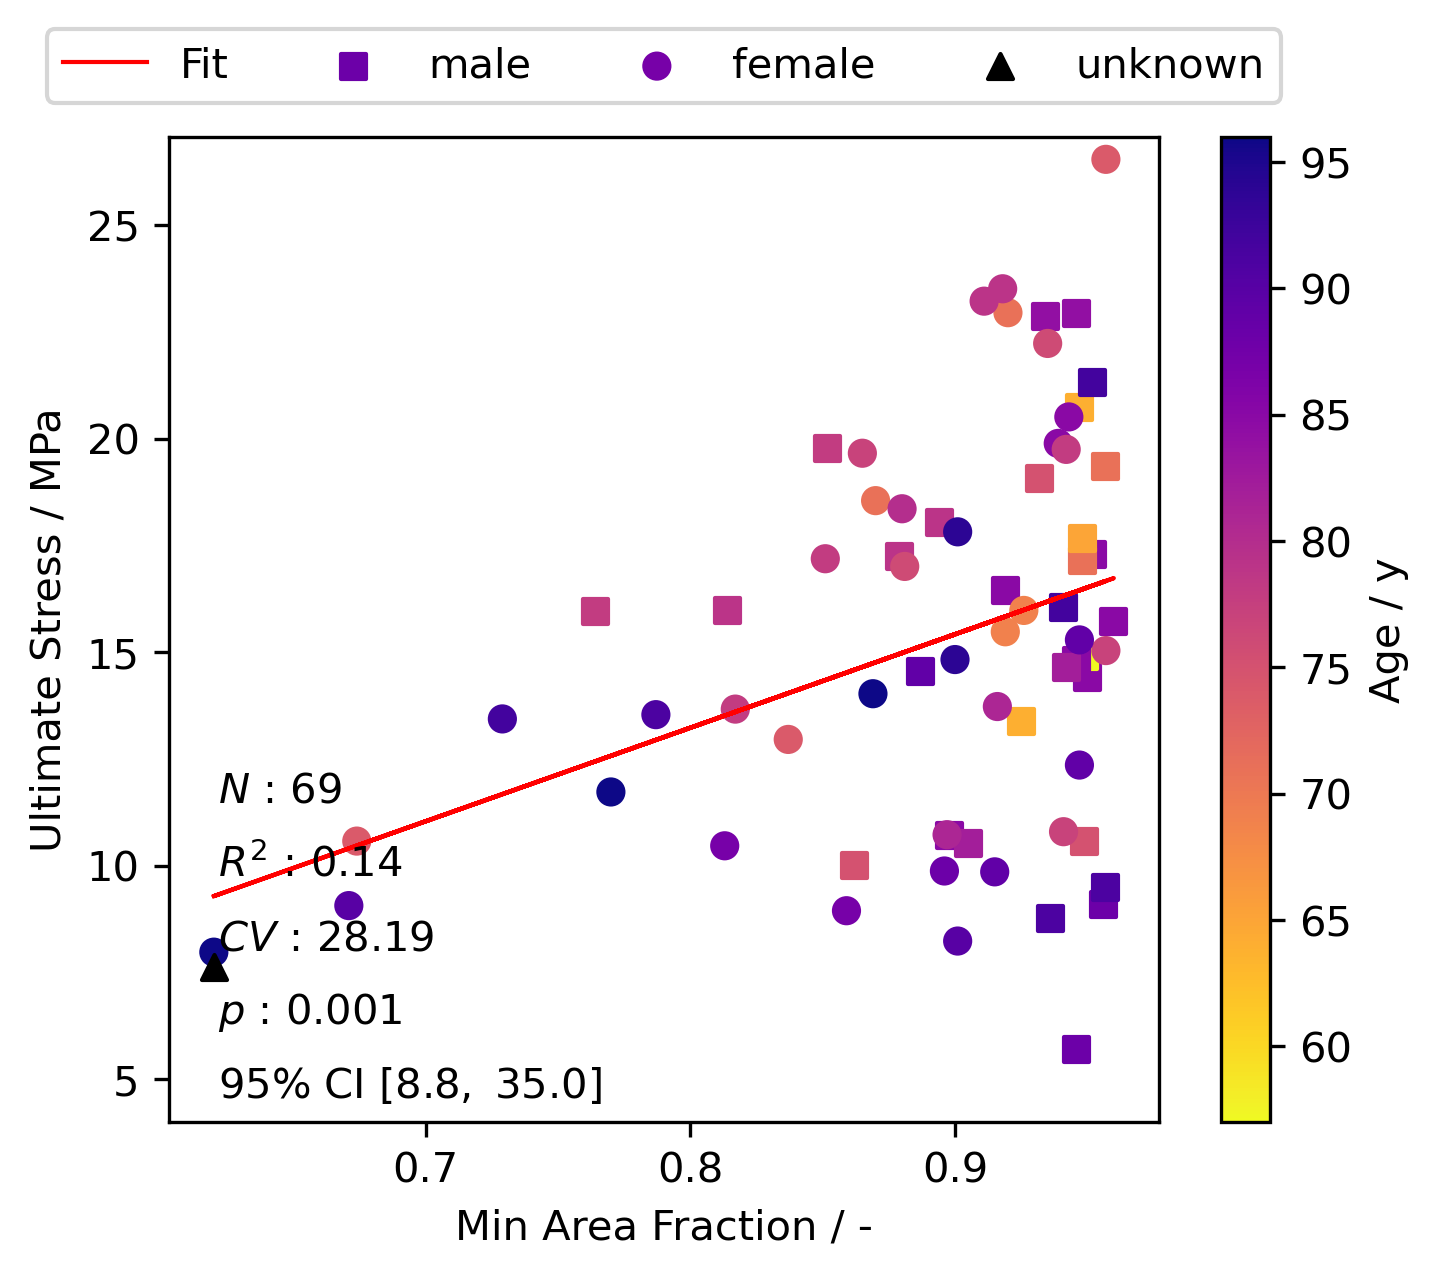 Fit male female unknown
25
20
15
10
5
Ultimate Stress / MPa
N : 69
R² : 0.14
CV : 28.19
p : 0.001
95% CI [8.8, 35.0]
0.7 0.8 0.9
Min Area Fraction / -
95
90
85
80
75
70
65
60
Age / y